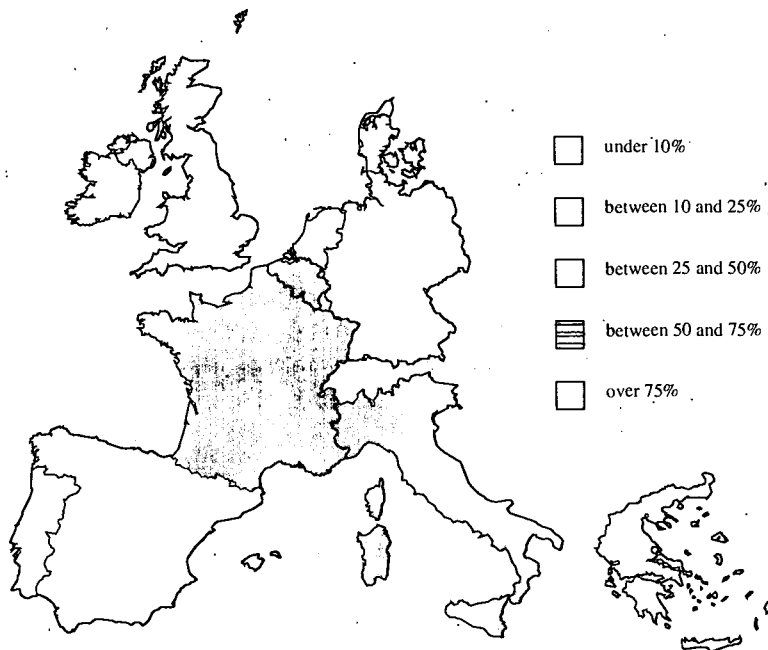 under 10%
between 10 and 25%
between 25 and 50%
between 50 and 75%
over 75%